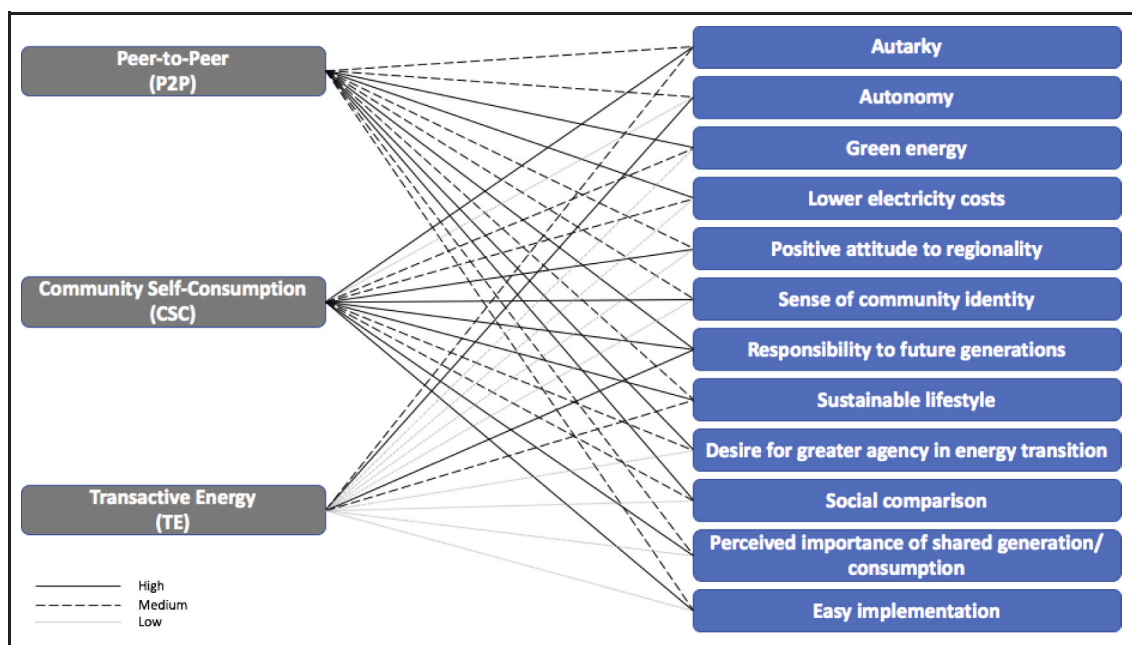 Peer-to-Peer
(P2P)
Community Self-Consumption
(CSC)
Transactive Energy
(TE)
High
Medium
Low
Autarky
Autonomy
Green energy
Lower electricity costs
Positive attitude to regionality
Sense of community identity
Responsibility to future generations
Sustainable lifestyle
Desire for greater agency in energy transition
Social comparison
Perceived importance of shared generation/
consumption
Easy implementation